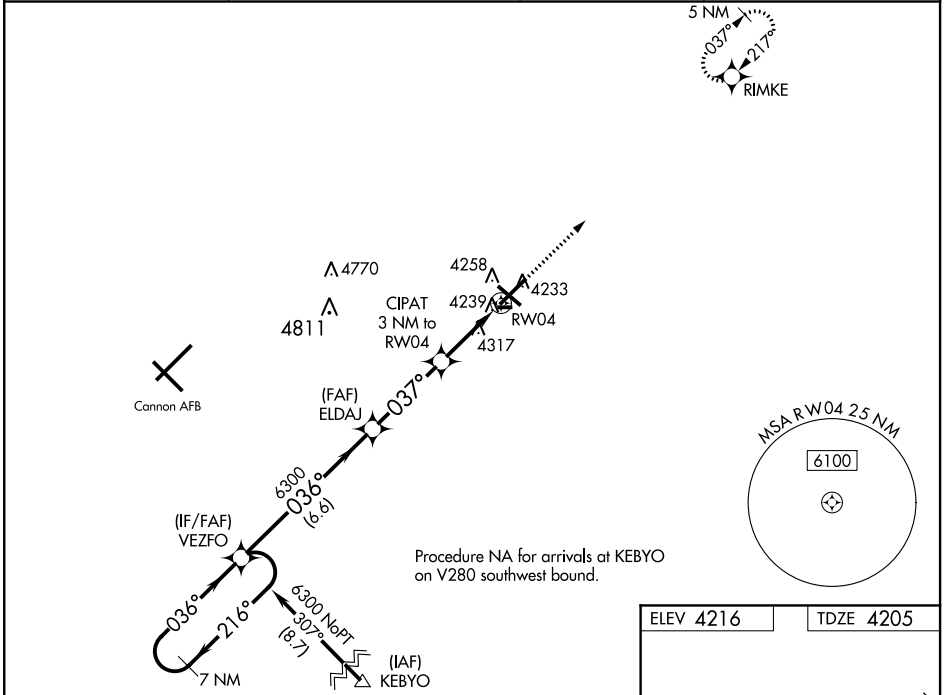 5 NM
037°
217°
RIMKE
4770
4811
4258
4233
4239
RW04
4317
CIPAT
3 NM to
RW04
Cannon AFB
(FAF)
ELDAJ
037°
6300
036°
(6.6)
(IF/FAF)
VEZFO
036°
216°
7 NM
6300 NoPT
307°
(8.7)
(IAF)
KEBYO
Procedure NA for arrivals at KEBYO
on V280 southwest bound.
MSA RW04 25 NM
6100
ELEV 4216
TDZE 4205